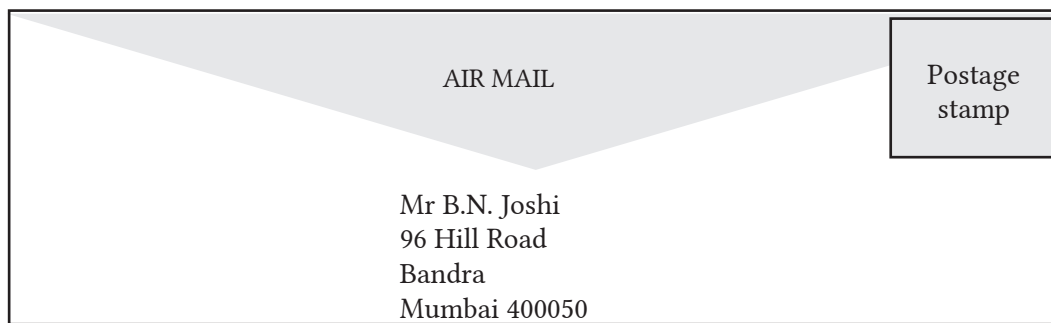 AIR MAIL
Postage
stamp
Mr B.N. Joshi
96 Hill Road
Bandra
Mumbai 400050